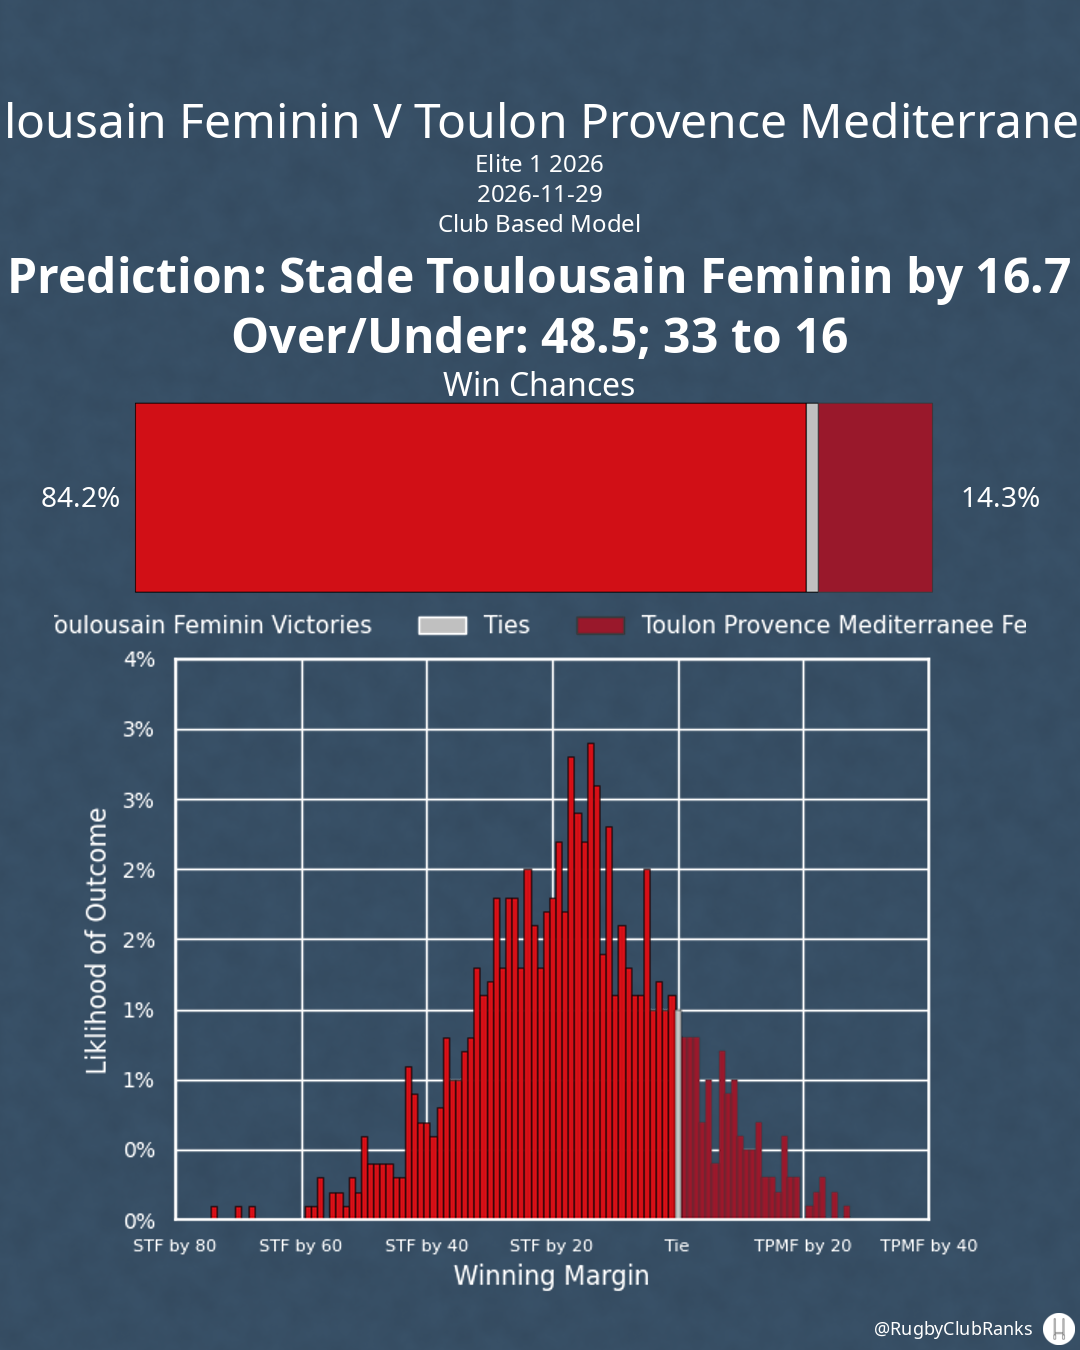 lousain Feminin V Toulon Provence Mediterrane
Elite 1 2026
2026-11-29
Club Based Model
Prediction: Stade Toulousain Feminin by 16.7
Over/Under: 48.5; 33 to 16
Win Chances
84.2%
14.3%
Toulousain Feminin Victories
Ties
Toulon Provence Mediterranee Fe
4%
3%
3%
2%
2%
1%
1%
0%
0%
Liklihood of Outcome
STF by 80
STF by 60
STF by 40
STF by 20
Tie
TPMF by 20
TPMF by 40
Winning Margin
@RugbyClubRanks